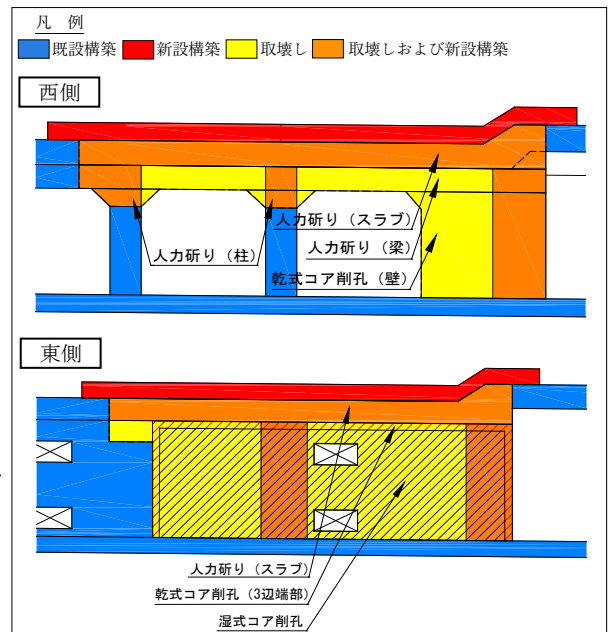 凡 例
既設構築 新設構築 取壊し 取壊しおよび新設構築
西側
人力斫り（スラブ）
人力斫り（柱） 人力斫り（梁）
乾式コア削孔（壁）
東側
人力斫り（スラブ）
乾式コア削孔（3辺端部）
湿式コア削孔